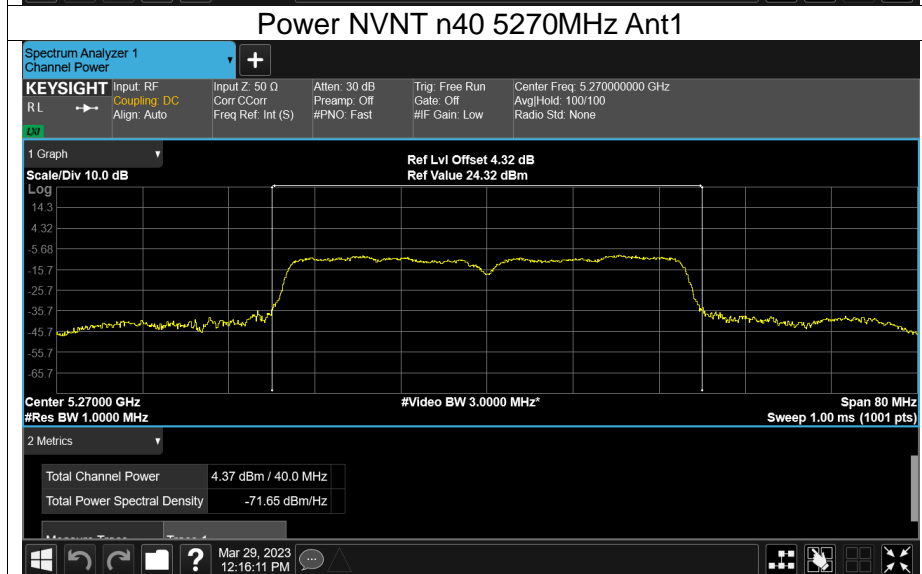 Power NVNT n40 5270MHz Ant1
Spectrum Analyzer 1
Channel Power
KEYSIGHT
R L
LXI
Input: RF
Coupling: DC
Align: Auto
Input Z: 50 Ω
Corr CCorr
Freq Ref: Int (S)
Atten: 30 dB
Preamp: Off
#PNO: Fast
Trig: Free Run
Gate: Off
#IF Gain: Low
Center Freq: 5.270000000 GHz
Avg|Hold: 100/100
Radio Std: None
1 Graph
Scale/Div 10.0 dB
Ref Lvl Offset 4.32 dB
Ref Value 24.32 dBm
Log
14.3
4.32
-5.68
-15.7
-25.7
-35.7
-45.7
-55.7
-65.7
Center 5.27000 GHz
#Video BW 3.0000 MHz*
Span 80 MHz
#Res BW 1.0000 MHz
Sweep 1.00 ms (1001 pts)
2 Metrics
Total Channel Power 4.37 dBm / 40.0 MHz
Total Power Spectral Density -71.65 dBm/Hz
?
Mar 29, 2023
12:16:11 PM